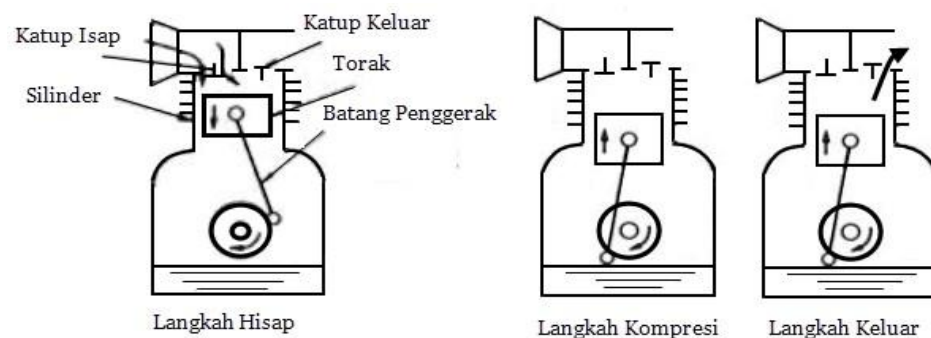 Katup Isap
Katup Keluar
Torak
Silinder
Batang Penggerak
Langkah Hisap
Langkah Kompresi
Langkah Keluar